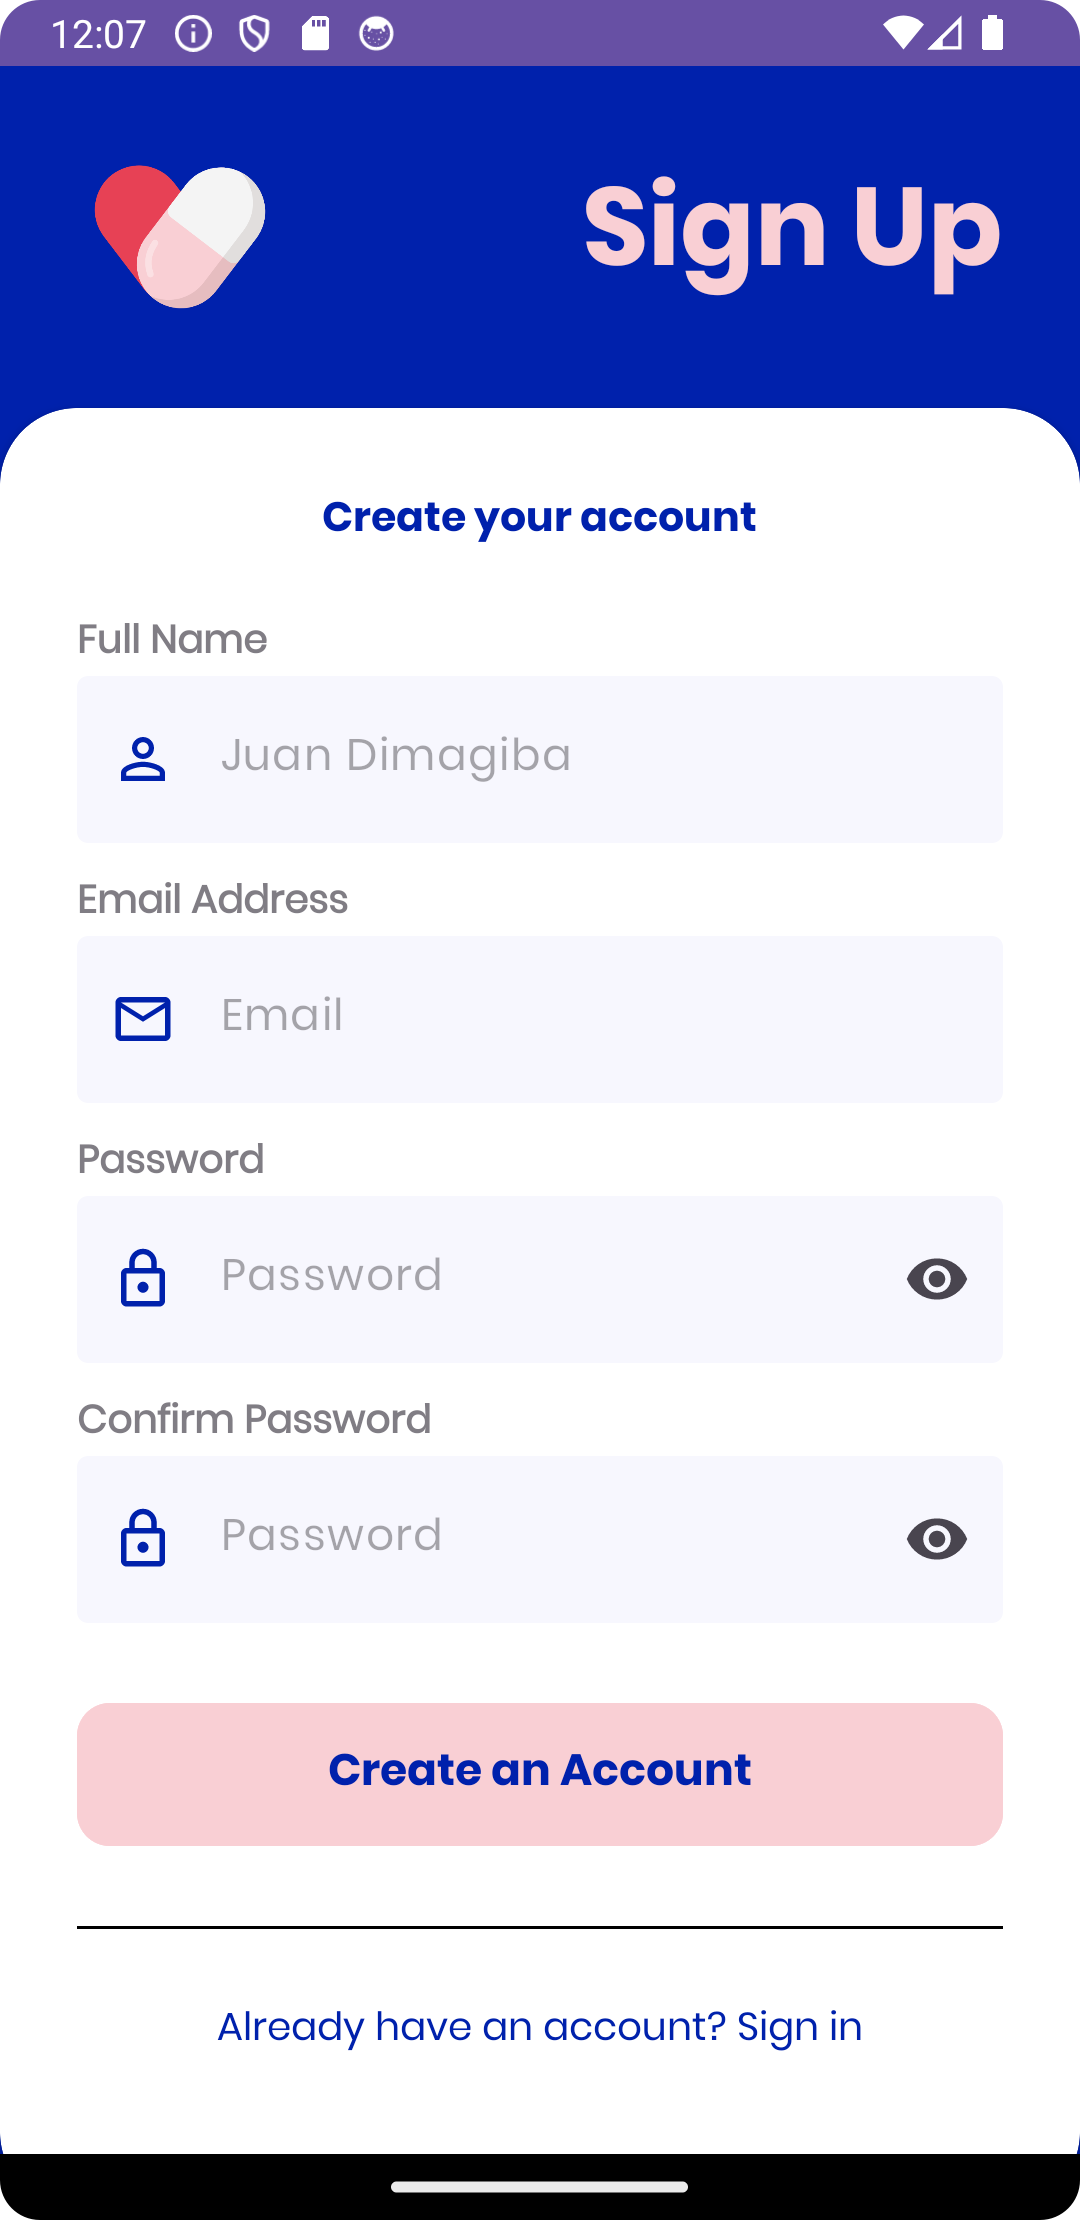 12:07
Sign Up
Create your account
Full Name
Juan Dimagiba
Email Address
Email
Password
Password
Confirm Password
Password
Create an Account
Already have an account? Sign in